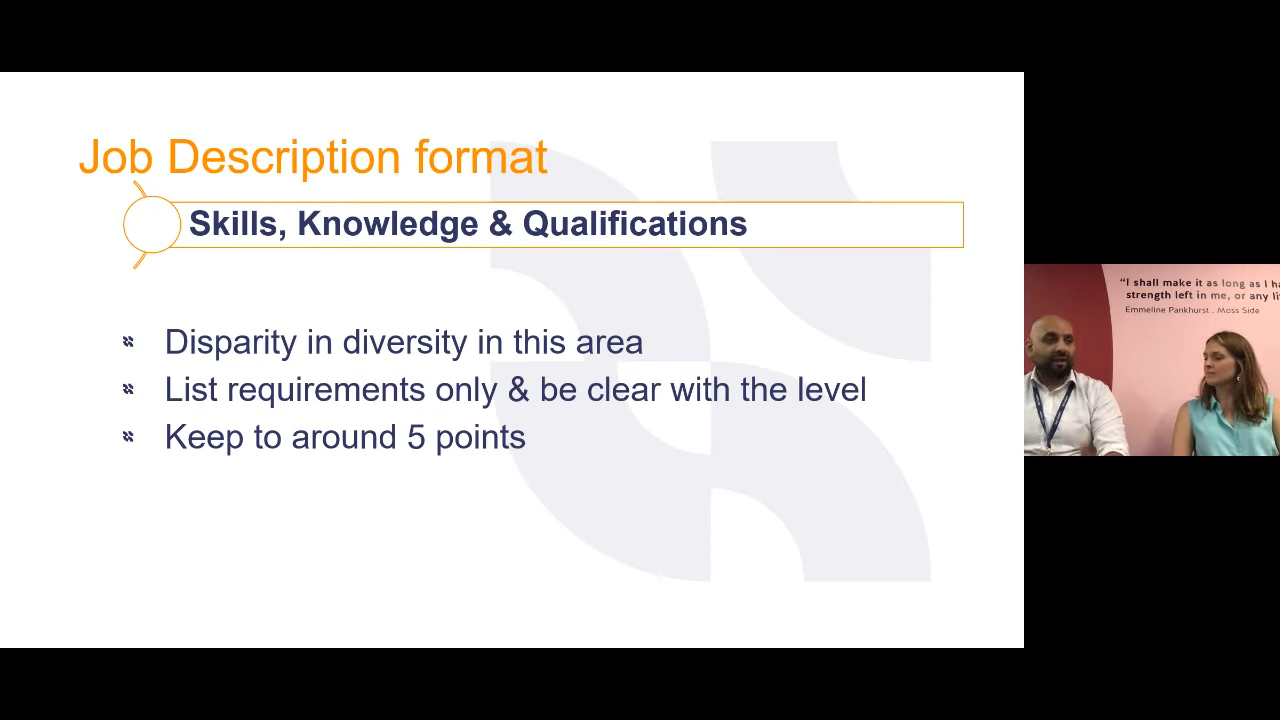 Job Description format
Skills, Knowledge & Qualifications
Disparity in diversity in this area
List requirements only & be clear with the level
Keep to around 5 points
“I shall make it as long as I ha
strength left in me, or any li
Emmeline Pankhurst . Moss Side